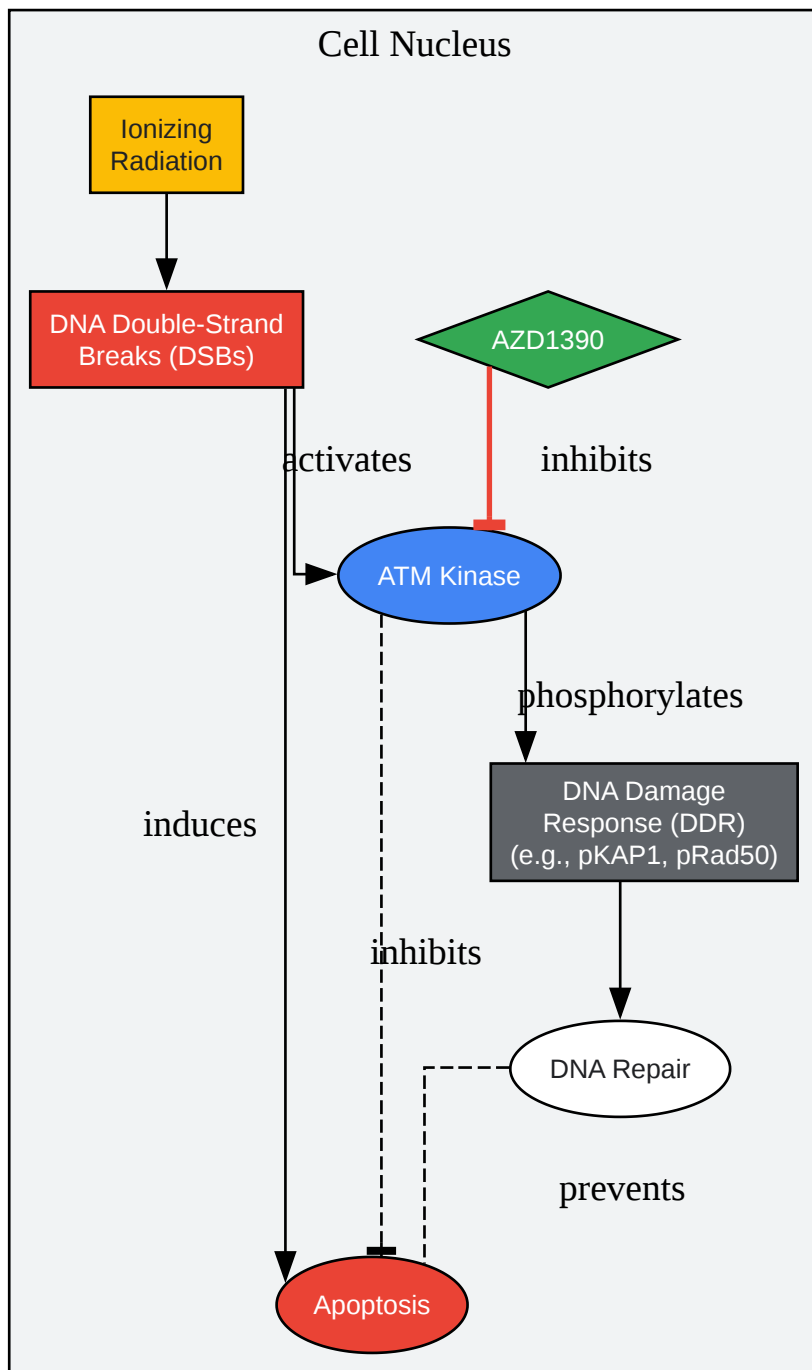 Cell Nucleus
Ionizing
Radiation
DNA Double-Strand
Breaks (DSBs)
AZD1390
activates
inhibits
ATM Kinase
phosphorylates
DNA Damage
Response (DDR)
(e.g., pKAP1, pRad50)
induces
inhibits
DNA Repair
prevents
Apoptosis